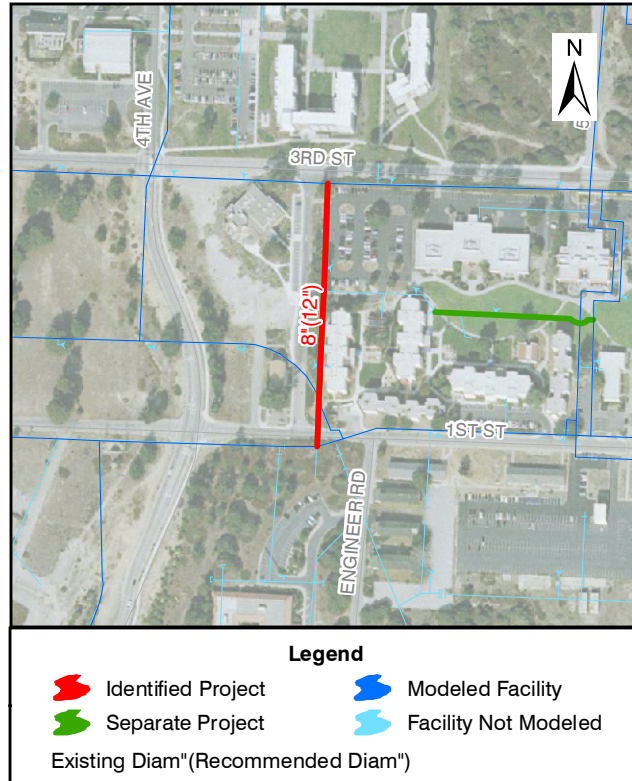 N
4TH AVE
5
3RD ST
8"(12")
1ST ST
ENGINEER RD
Legend
Identified Project
Modeled Facility
Separate Project
Facility Not Modeled
Existing Diam"(Recommended Diam")